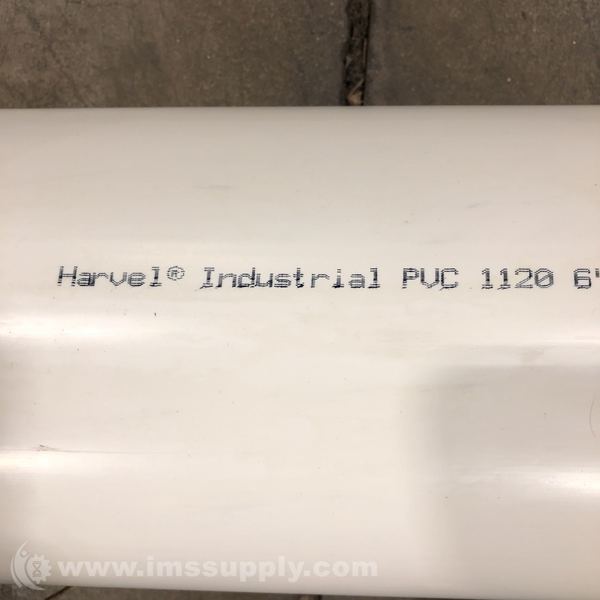 Harvel® Industrial PVC 1120 6"
www.imssupply.com